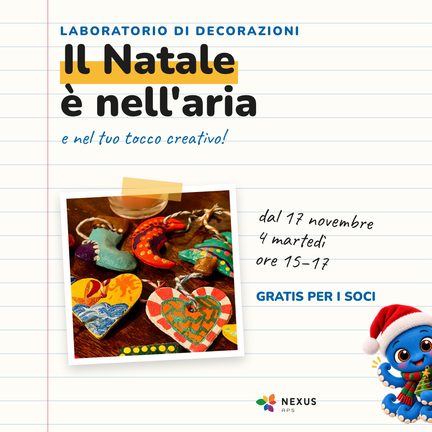 LABORATORIO DI DECORAZIONI
Il Natale
è nell'aria
e nel tuo tocco creativo!
dal 17 novembre
4 martedì
ore 15–17
GRATIS PER I SOCI
NEXUS
APS